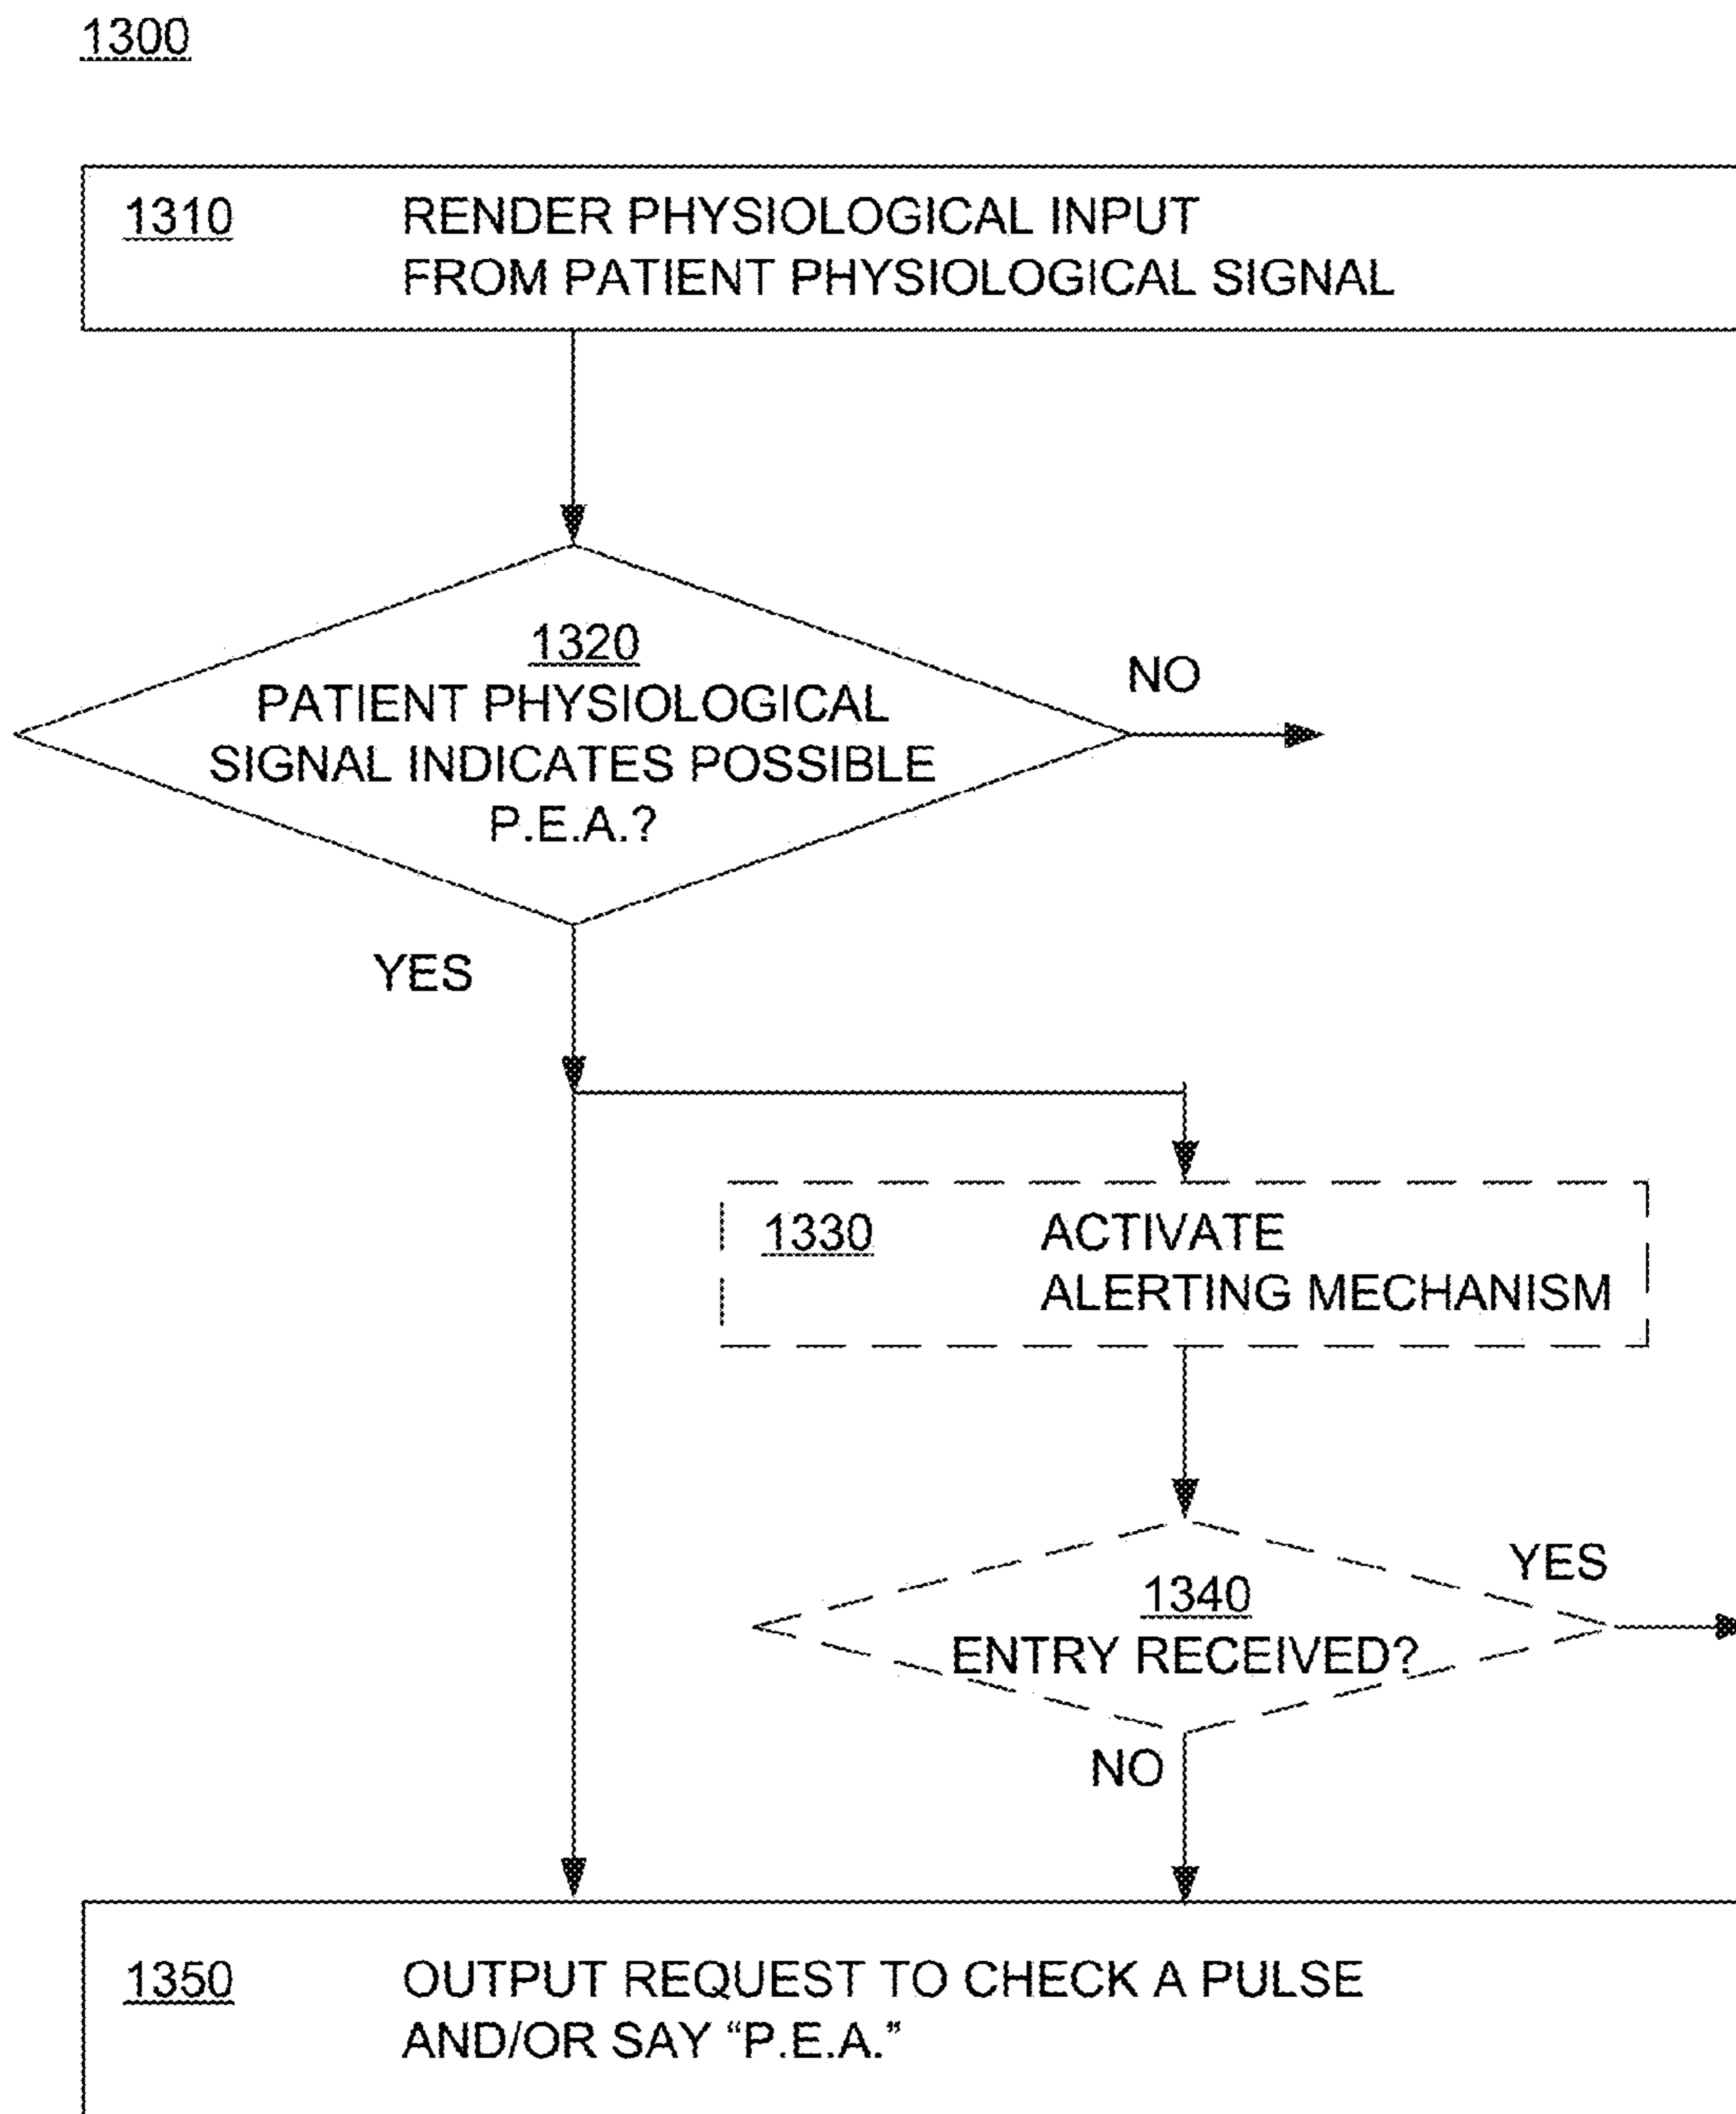 1300
1310 RENDER PHYSIOLOGICAL INPUT
FROM PATIENT PHYSIOLOGICAL SIGNAL
1320
PATIENT PHYSIOLOGICAL
SIGNAL INDICATES POSSIBLE
P.E.A.?
NO
YES
1330 ACTIVATE
ALERTING MECHANISM
1340
ENTRY RECEIVED?
YES
NO
1350 OUTPUT REQUEST TO CHECK A PULSE
AND/OR SAY “P.E.A.”